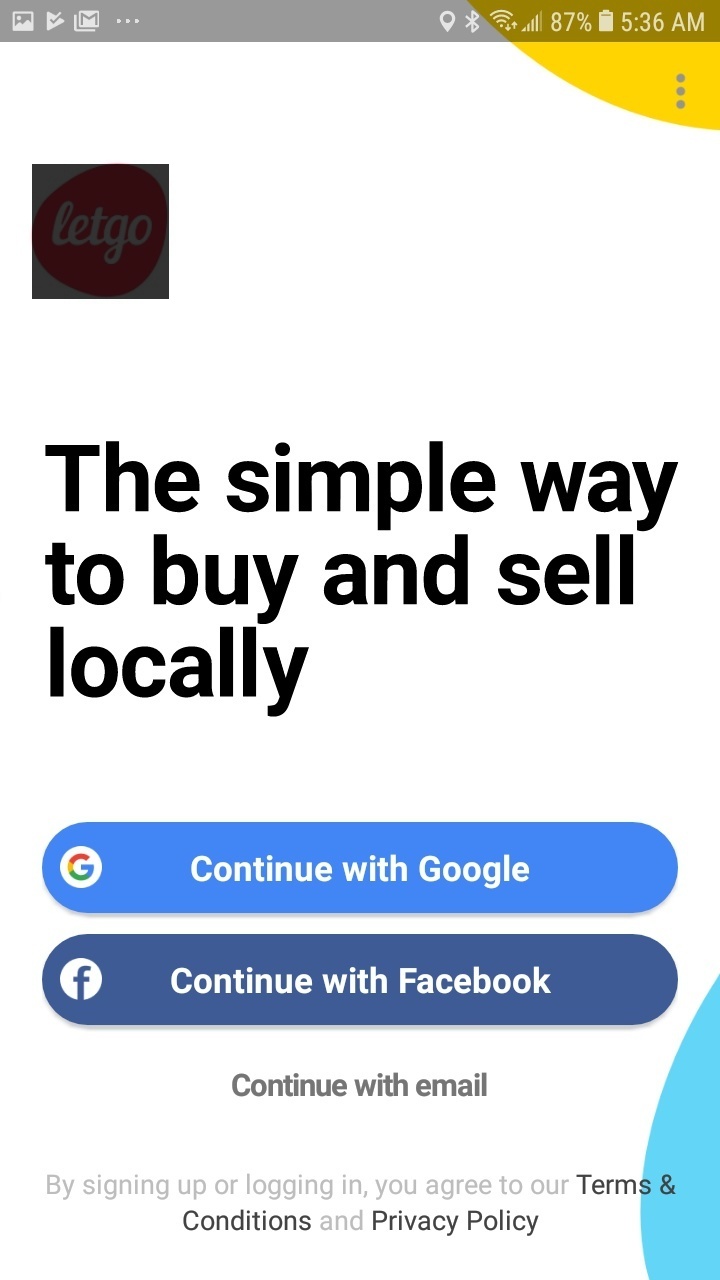 87% 5:36 AM
letgo
The simple way
to buy and sell
locally
Continue with Google
Continue with Facebook
Continue with email
By signing up or logging in, you agree to our Terms &
Conditions and Privacy Policy